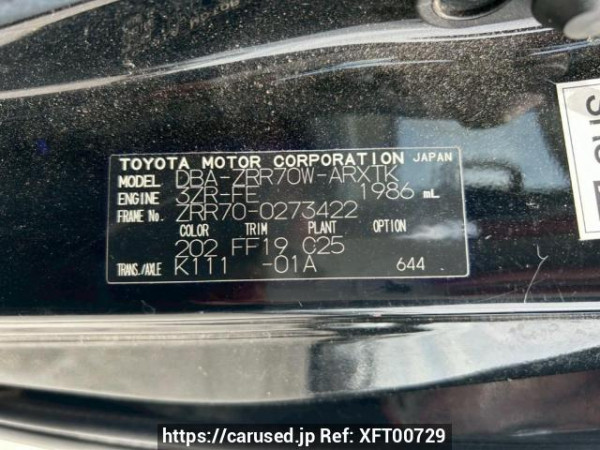 TOYOTA MOTOR CORPORATION JAPAN
MODEL DBA-ZRR70W-ARXTK
ENGINE 3ZR-FE 1986 mL
FRAME No. ZRR70-0273422
COLOR TRIM PLANT OPTION
202 FF19 C25
TRANS./AXLE K111 -01A 644
https://carused.jp Ref: XFT00729